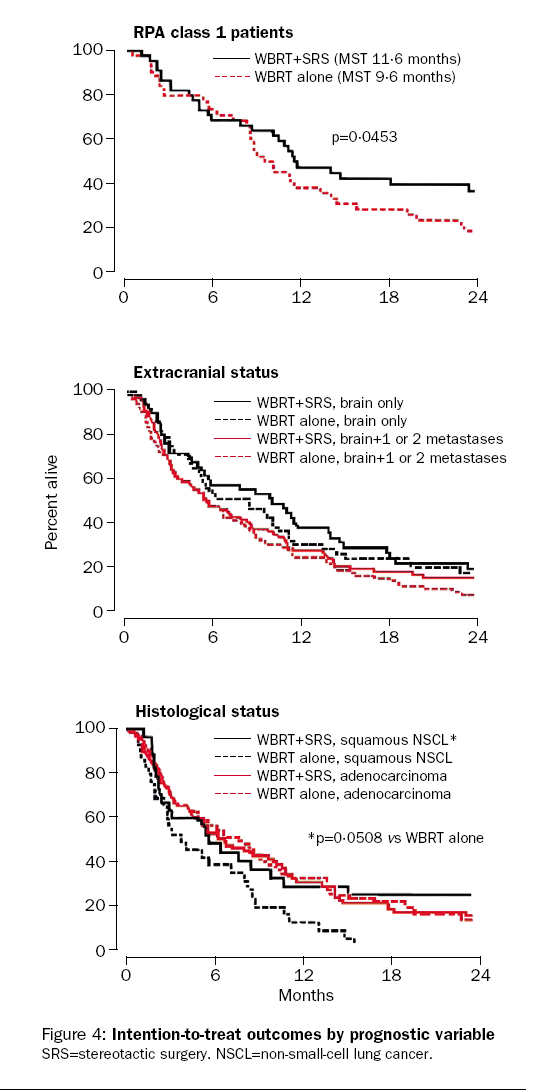 RPA class 1 patients
100
80
60
40
20
0
WBRT+SRS (MST 11·6 months)
WBRT alone (MST 9·6 months)
p=0·0453
0 6 12 18 24
Extracranial status
100
80
60
40
20
0
Percent alive
WBRT+SRS, brain only
WBRT alone, brain only
WBRT+SRS, brain+1 or 2 metastases
WBRT alone, brain+1 or 2 metastases
0 6 12 18 24
Histological status
100
80
60
40
20
0
WBRT+SRS, squamous NSCL*
WBRT alone, squamous NSCL
WBRT+SRS, adenocarcinoma
WBRT alone, adenocarcinoma
*p=0·0508 vs WBRT alone
0 6 12 18 24
Months
Figure 4: Intention-to-treat outcomes by prognostic variable
SRS=stereotactic surgery. NSCL=non-small-cell lung cancer.